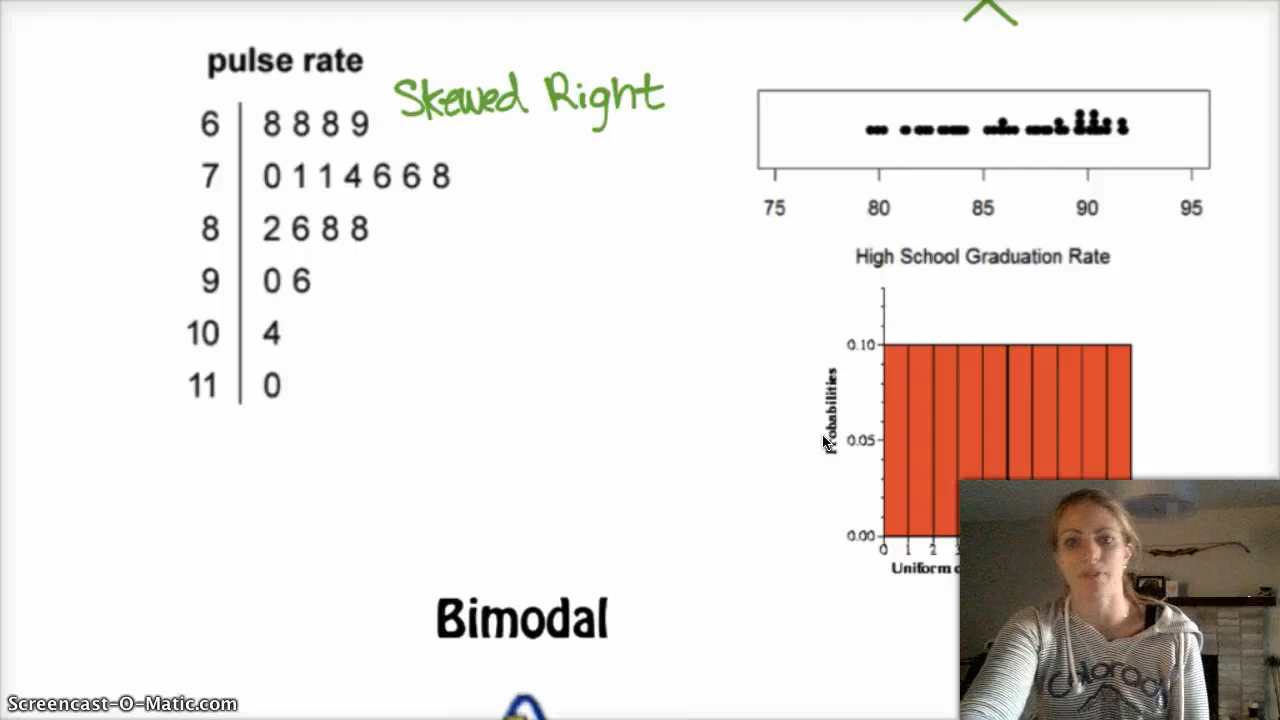 pulse rate
Skewed Right
6 8 8 8 9
7 0 1 1 4 6 6 8
8 2 6 8 8
9 0 6
10 4
11 0
75 80 85 90 95
High School Graduation Rate
0.10
0.05
0.00
Probabilities
0 1 2
Uniform
Bimodal
Screencast-O-Matic.com